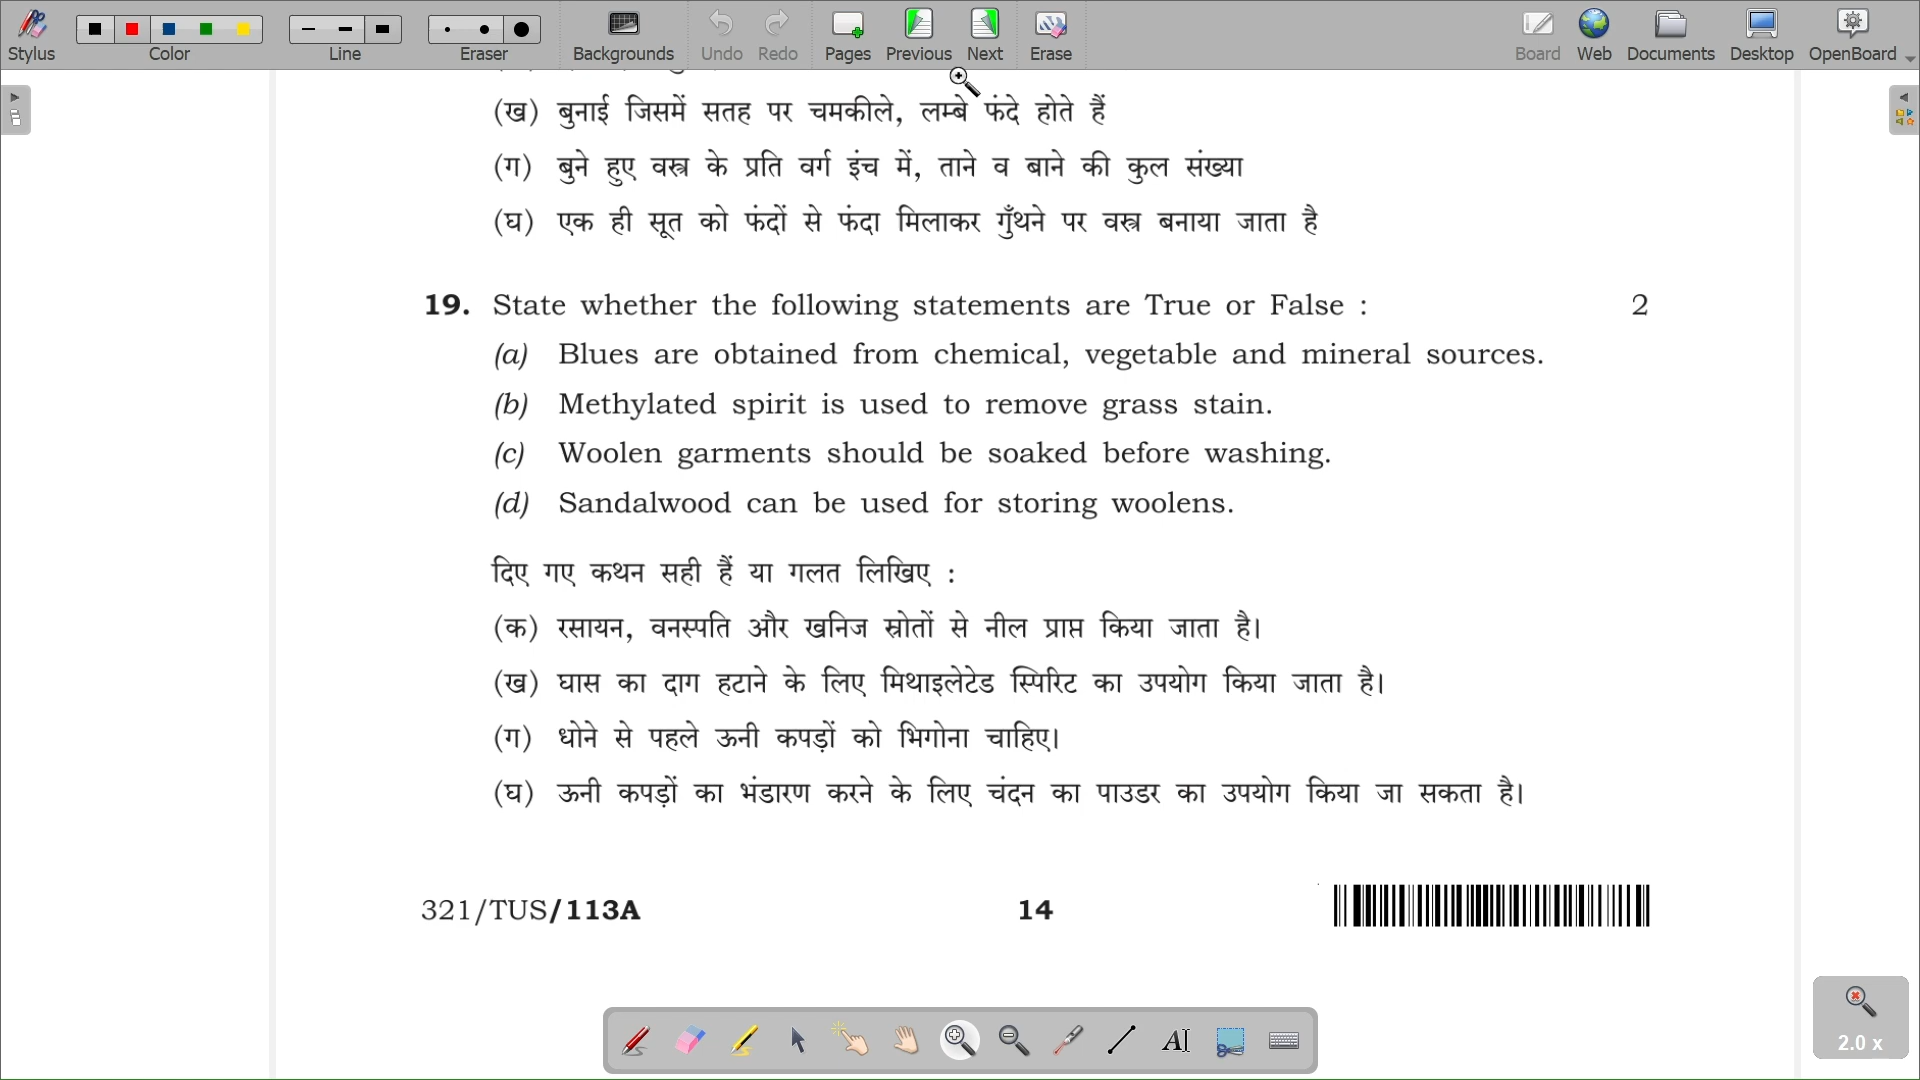 Stylus Color Line Eraser Backgrounds Undo Redo Pages Previous Next Erase Board Web Documents Desktop OpenBoard
(ख) बुनाई जिसमें सतह पर चमकीले, लम्बे फंदे होते हैं
(ग) बुने हुए वस्त्र के प्रति वर्ग इंच में, ताने व बाने की कुल संख्या
(घ) एक ही सूत को फंदों से फंदा मिलाकर गुँथने पर वस्त्र बनाया जाता है
19. State whether the following statements are True or False : 2
(a) Blues are obtained from chemical, vegetable and mineral sources.
(b) Methylated spirit is used to remove grass stain.
(c) Woolen garments should be soaked before washing.
(d) Sandalwood can be used for storing woolens.
दिए गए कथन सही हैं या गलत लिखिए :
(क) रसायन, वनस्पति और खनिज स्रोतों से नील प्राप्त किया जाता है।
(ख) घास का दाग हटाने के लिए मिथाइलेटेड स्पिरिट का उपयोग किया जाता है।
(ग) धोने से पहले ऊनी कपड़ों को भिगोना चाहिए।
(घ) ऊनी कपड़ों का भंडारण करने के लिए चंदन का पाउडर का उपयोग किया जा सकता है।
321/TUS/113A 14
2.0 x